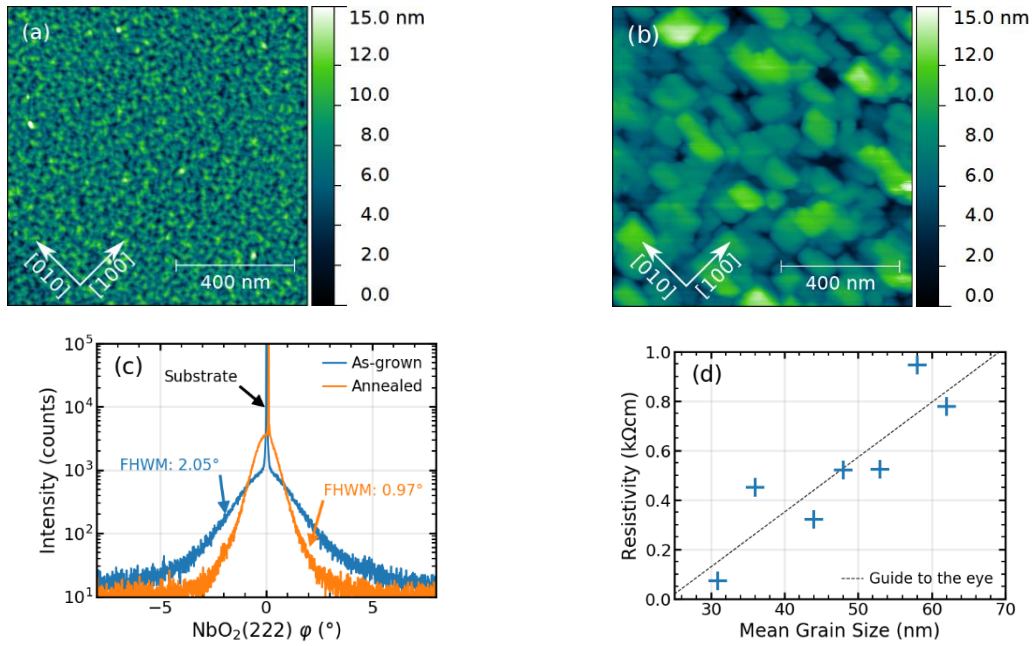 (a)
15.0 nm
12.0
10.0
8.0
6.0
4.0
2.0
0.0
[010]
[100]
400 nm
(b)
15.0 nm
12.0
10.0
8.0
6.0
4.0
2.0
0.0
[010]
[100]
400 nm
(c)
As-grown
Annealed
Substrate
FHWM: 2.05°
FHWM: 0.97°
Intensity (counts)
10⁵
10⁴
10³
10²
10¹
−5 0 5
NbO₂(222) φ (°)
(d)
Resistivity (kΩcm)
1.0
0.8
0.6
0.4
0.2
0.0
Guide to the eye
30 40 50 60 70
Mean Grain Size (nm)